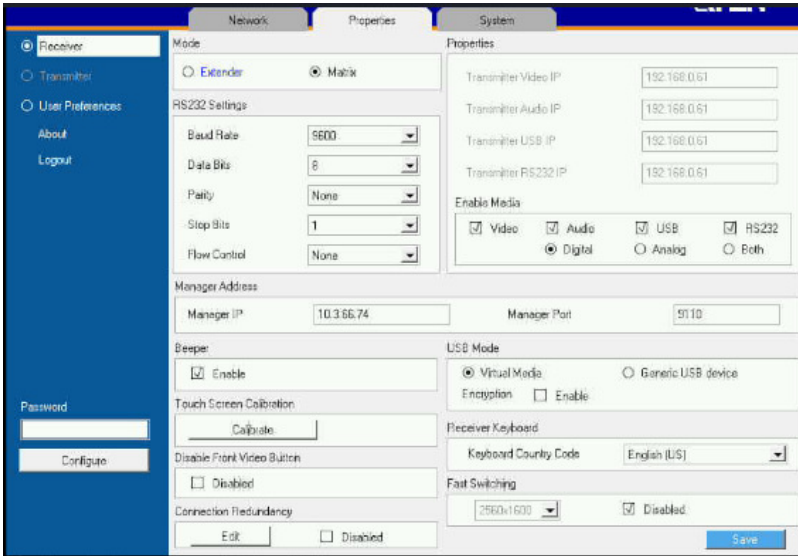 Network
Properties
System
Receiver
Transmitter
User Preferences
About
Logout
Password
Configure
Mode
Extender
Matrix
RS232 Settings
Baud Rate 9600
Data Bits 8
Parity None
Stop Bits 1
Flow Control None
Properties
Transmitter Video IP 192.168.0.61
Transmitter Audio IP 192.168.0.61
Transmitter USB IP 192.168.0.61
Transmitter RS232 IP 192.168.0.61
Enable Media
Video Audio USB RS232
Digital Analog Both
Manager Address
Manager IP 10.3.66.74 Manager Port 9110
Beeper
Enable
Touch Screen Calibration
Calibrate
Disable Front Video Button
Disabled
Connection Redundancy
Edit Disabled
USB Mode
Virtual Media Generic USB device
Encryption Enable
Receiver Keyboard
Keyboard Country Code English (US)
Fast Switching
2560x1600 Disabled
Save